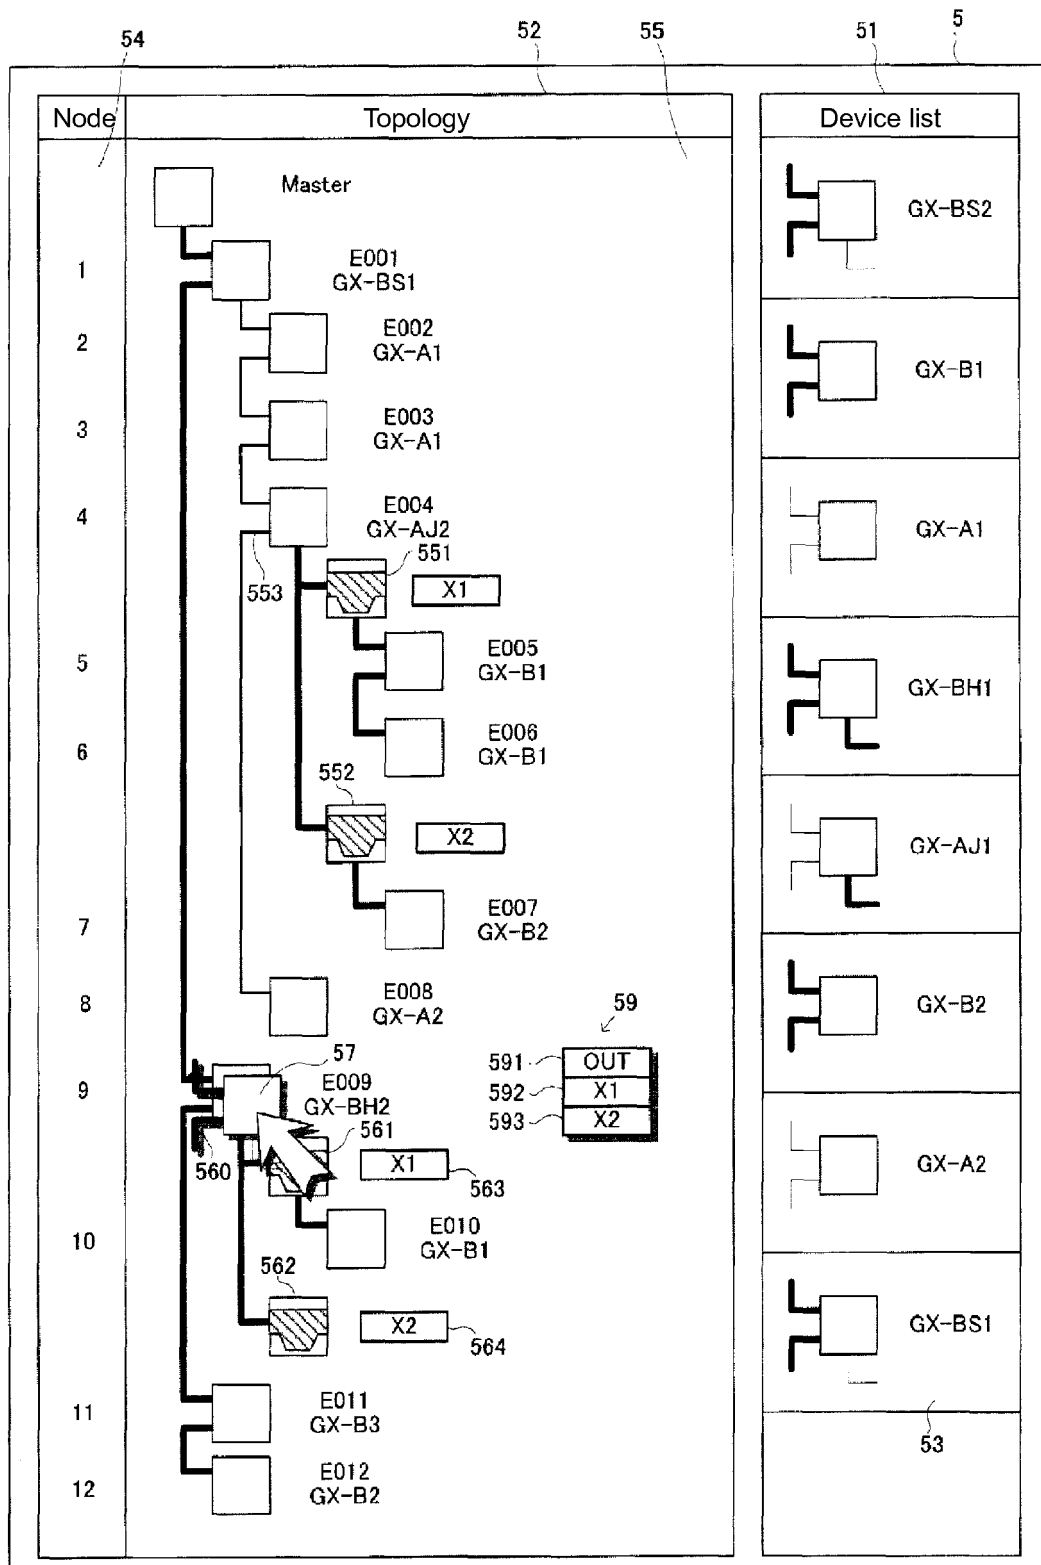 54
52
55
51
5
Node
Topology
Device list
Master
1
E001
GX-BS1
2
E002
GX-A1
3
E003
GX-A1
4
E004
GX-AJ2
551
553
X1
5
E005
GX-B1
6
E006
GX-B1
552
X2
7
E007
GX-B2
8
E008
GX-A2
59
591
OUT
592
X1
593
X2
57
9
E009
GX-BH2
561
560
X1
563
10
E010
GX-B1
562
X2
564
11
E011
GX-B3
12
E012
GX-B2
GX-BS2
GX-B1
GX-A1
GX-BH1
GX-AJ1
GX-B2
GX-A2
GX-BS1
53